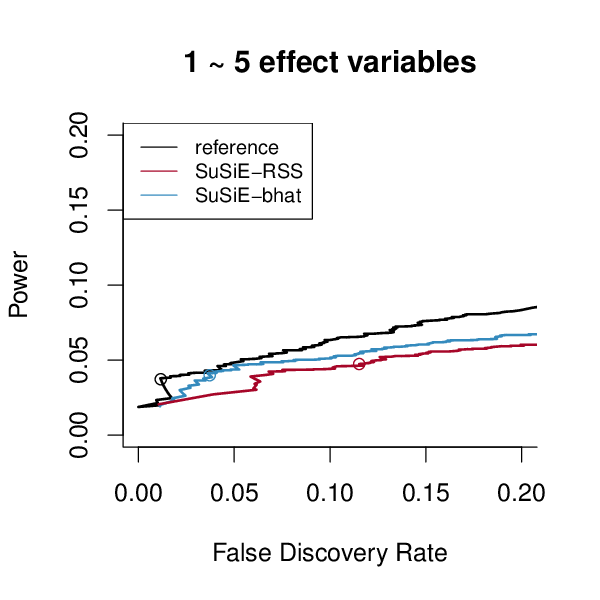 1 ~ 5 effect variables
reference
SuSiE−RSS
SuSiE−bhat
Power
0.20
0.15
0.10
0.05
0.00
0.00 0.05 0.10 0.15 0.20
False Discovery Rate